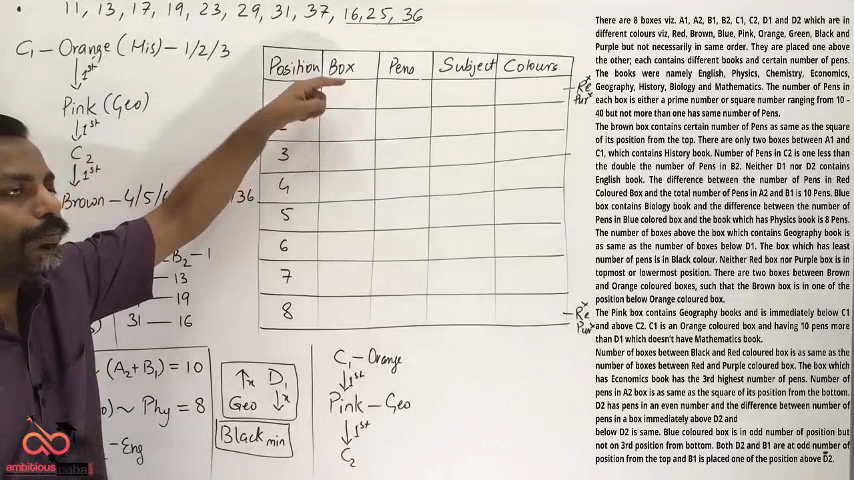 11, 13, 17, 19, 23, 29, 31, 37, 16, 25, 36
C1 – Orange (His) – 1/2/3
↓ 1st
Pink (Geo)
↓ 1st
C2
↓ 1st
Brown – 4/5/6
/36
B2 – 1
13
19
31 – 16
(A2 + B1) = 10
~ Phy = 8
– Eng
↑x D1
Geo ↓x
Black min
Position Box Pens Subject Colours
3
4
5
6
7
8
– Re x
Pur x
– Re x
Pur x
C1 – Orange
↓ 1st
Pink – Geo
↓ 1st
C2
ambitious baba
There are 8 boxes viz. A1, A2, B1, B2, C1, C2, D1 and D2 which are in
different colours viz, Red, Brown, Blue, Pink, Orange, Green, Black and
Purple but not necessarily in same order. They are placed one above
the other; each contains different books and certain number of pens.
The books were namely English, Physics, Chemistry, Economics,
Geography, History, Biology and Mathematics. The number of Pens in
each box is either a prime number or square number ranging from 10 –
40 but not more than one has same number of Pens.
The brown box contains certain number of Pens as same as the square
of its position from the top. There are only two boxes between A1 and
C1, which contains History book. Number of Pens in C2 is one less than
the double the number of Pens in B2. Neither D1 nor D2 contains
English book. The difference between the number of Pens in Red
Coloured Box and the total number of Pens in A2 and B1 is 10 Pens. Blue
box contains Biology book and the difference between the number of
Pens in Blue colored box and the book which has Physics book is 8 Pens.
The number of boxes above the box which contains Geography book is
as same as the number of boxes below D1. The box which has least
number of pens is in Black colour. Neither Red box nor Purple box is in
topmost or lowermost position. There are two boxes between Brown
and Orange coloured boxes, such that the Brown box is in one of the
position below Orange coloured box.
The Pink box contains Geography books and is immediately below C1
and above C2. C1 is an Orange coloured box and having 10 pens more
than D1 which doesn't have Mathematics book.
Number of boxes between Black and Red coloured box is as same as the
number of boxes between Red and Purple coloured box. The box
which has Economics book has the 3rd highest number of pens. Number
of pens in A2 box is as same as the square of its position from the bottom.
D2 has pens in an even number and the difference between number of
pens in a box immediately above D2 and
below D2 is same. Blue coloured box is in odd number of position but
not on 3rd position from bottom. Both D2 and B1 are at odd number of
position from the top and B1 is placed one of the position above D2.